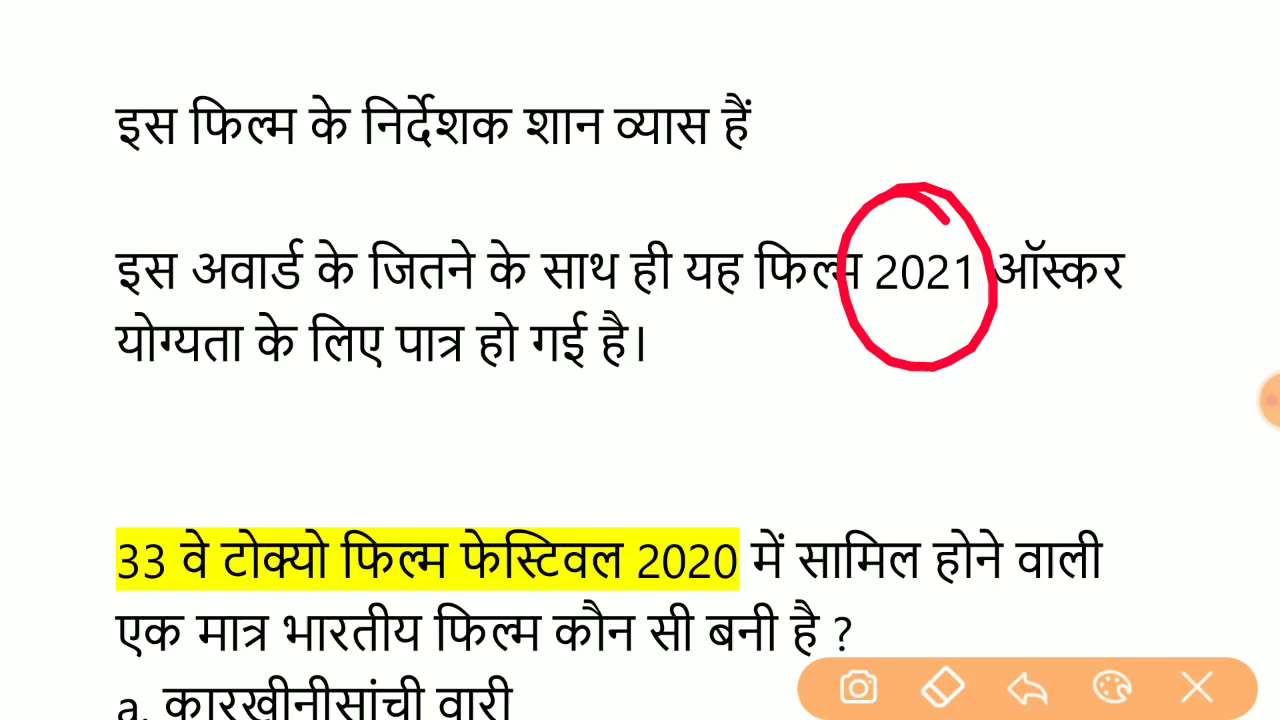 इस फिल्म के निर्देशक शान व्यास हैं
इस अवार्ड के जितने के साथ ही यह फिल्म 2021 ऑस्कर
योग्यता के लिए पात्र हो गई है।
33 वे टोक्यो फिल्म फेस्टिवल 2020 में सामिल होने वाली
एक मात्र भारतीय फिल्म कौन सी बनी है ?
a. कारखीनीसांची वारी